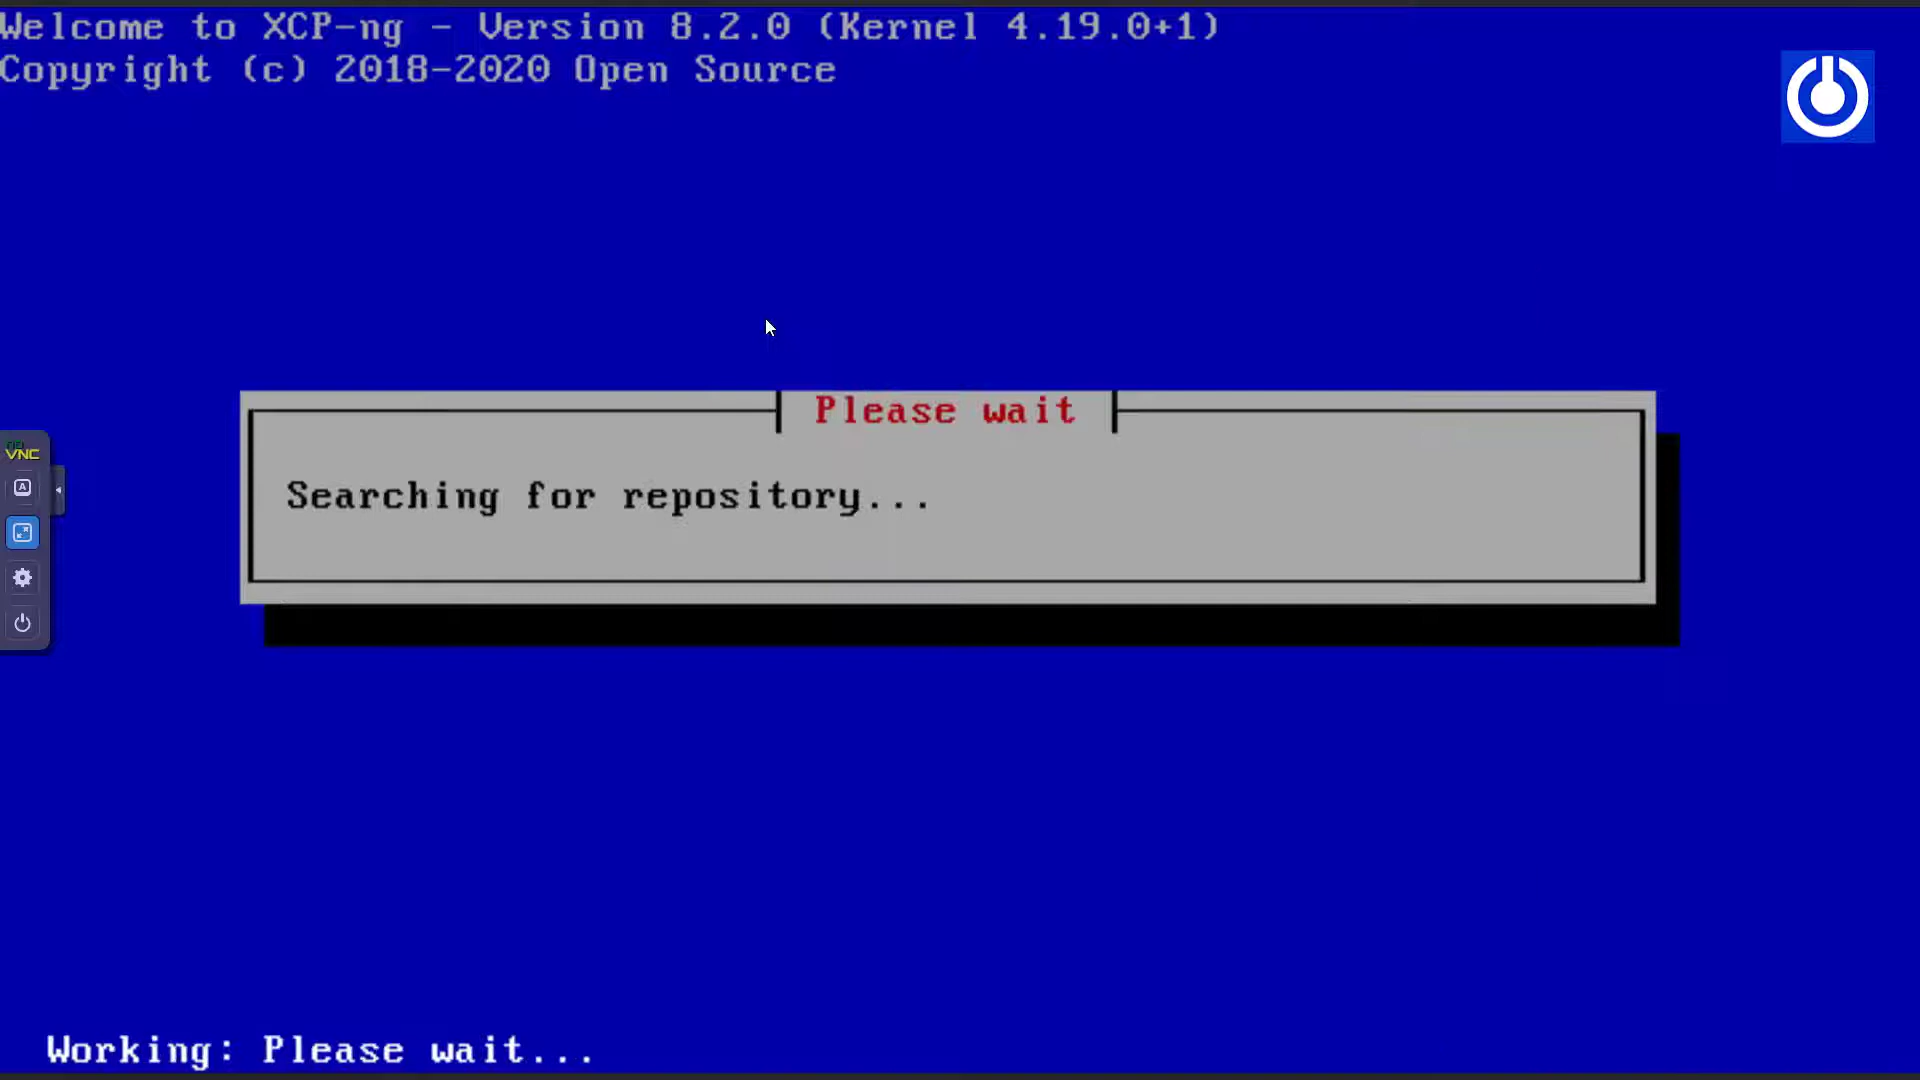 Welcome to XCP-ng - Version 8.2.0 (Kernel 4.19.0+1)
Copyright (c) 2018-2020 Open Source
Please wait
Searching for repository...
no
VNC
A
Working: Please wait...